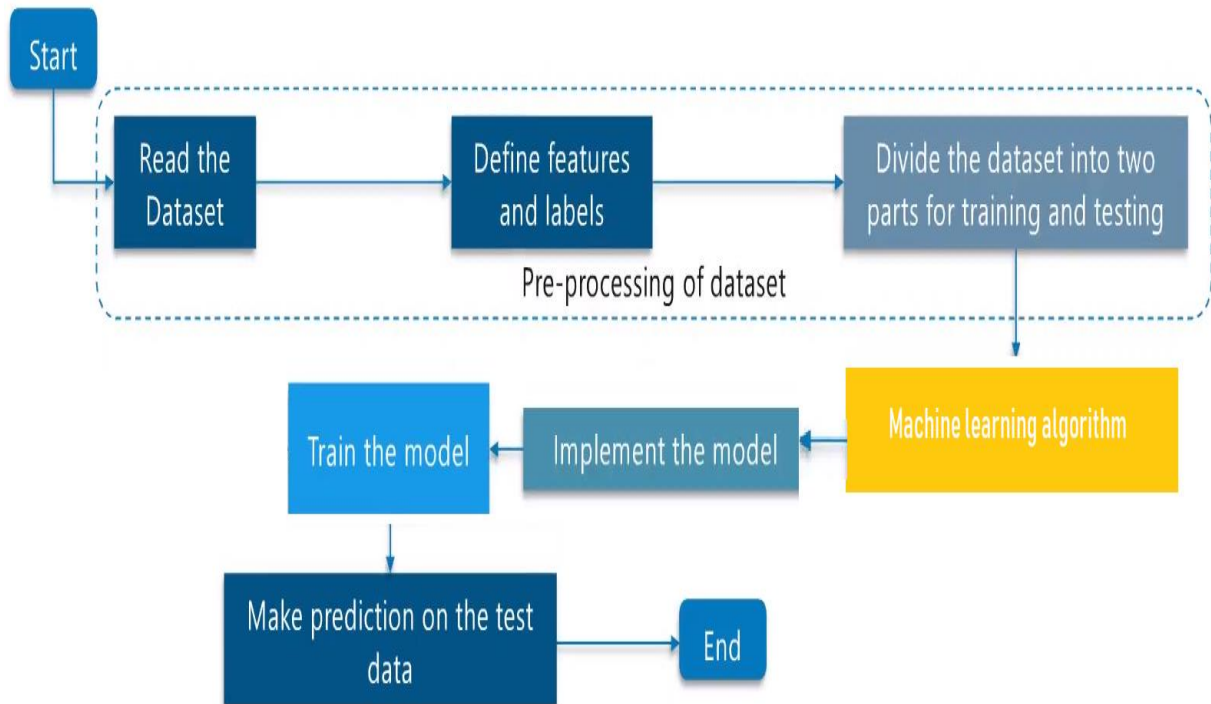 Start
Read the
Dataset
Define features
and labels
Divide the dataset into two
parts for training and testing
Pre-processing of dataset
Machine learning algorithm
Implement the model
Train the model
Make prediction on the test
data
End